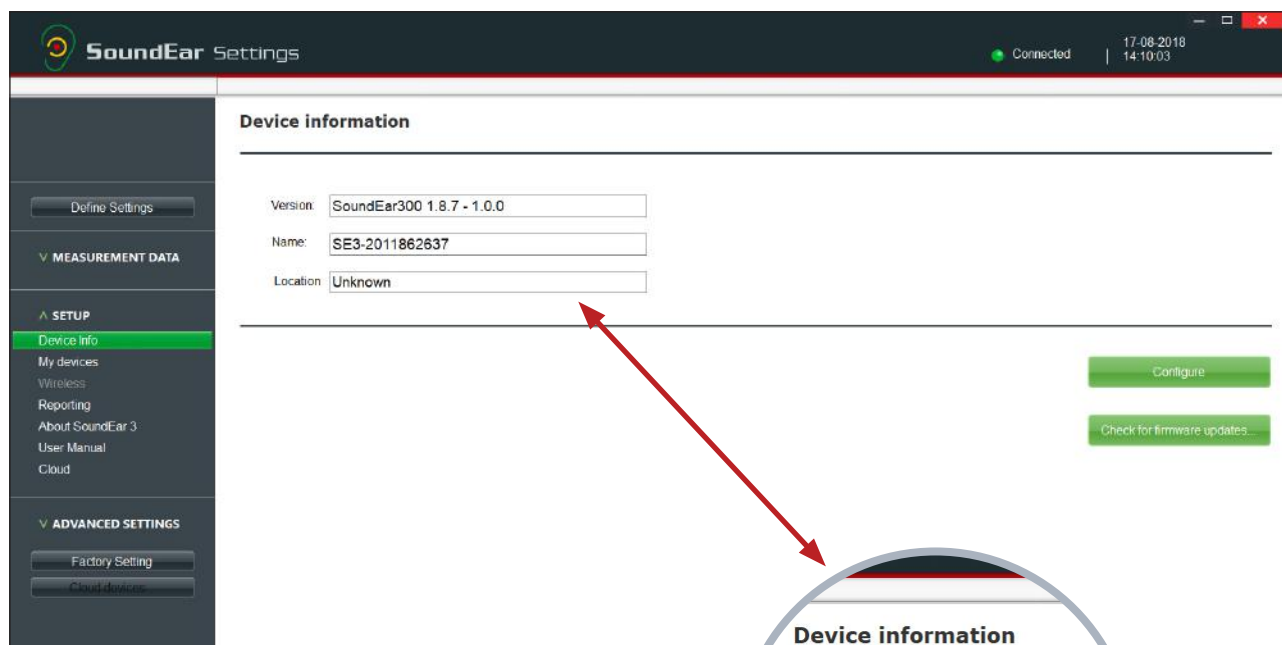 SoundEar Settings
Connected | 17-08-2018
14:10:03
Device information
Define Settings
Version: SoundEar300 1.8.7 - 1.0.0
Name: SE3-2011862637
Location Unknown
∨ MEASUREMENT DATA
∧ SETUP
Device Info
My devices
Wireless
Reporting
About SoundEar 3
User Manual
Cloud
Configure
Check for firmware updates...
∨ ADVANCED SETTINGS
Factory Setting
Cloud devices
Device information